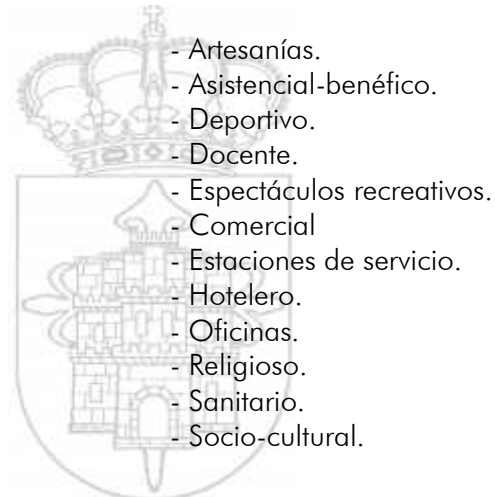 - Artesanías.
- Asistencial-benéfico.
- Deportivo.
- Docente.
- Espectáculos recreativos.
- Comercial
- Estaciones de servicio.
- Hotelero.
- Oficinas.
- Religioso.
- Sanitario.
- Socio-cultural.